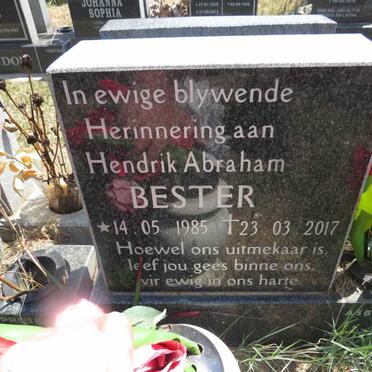 JOHANNA
SOPHIA
In ewige blywende
Herinnering aan
Hendrik Abraham
BESTER
★14 . 05 1985 T23 . 03 2017
Hoewel ons uitmekaar is,
leef jou gees binne ons,
vir ewig in ons harte.